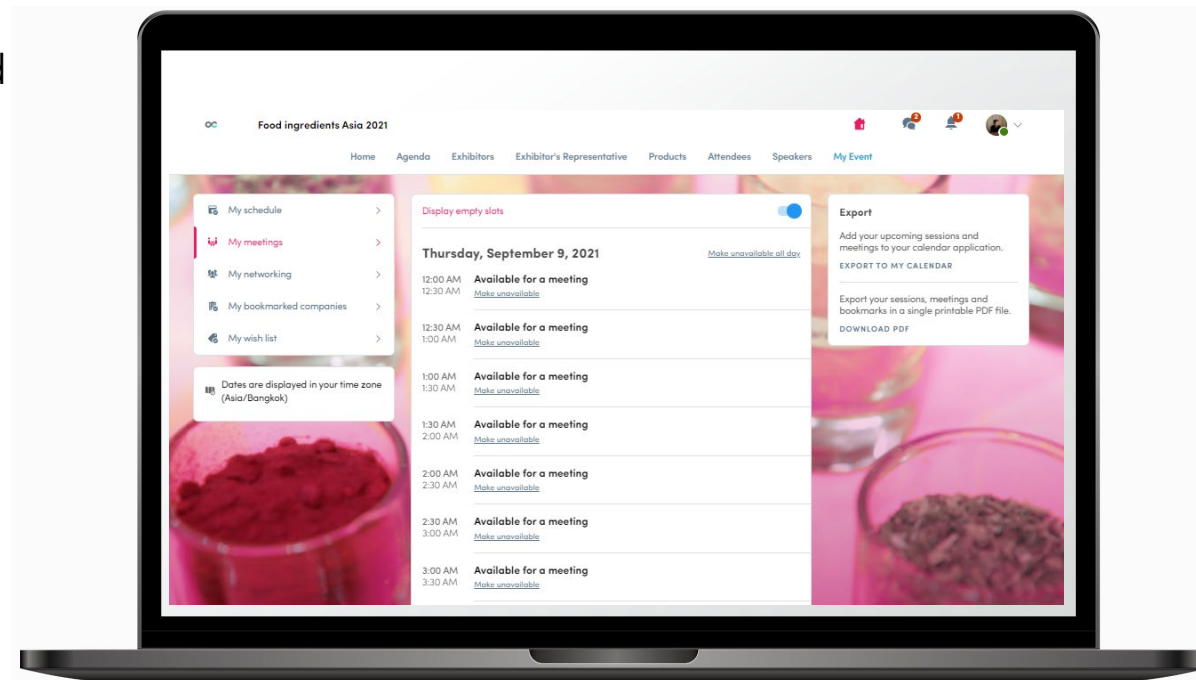 Food ingredients Asia 2021
2
1
Home Agenda Exhibitors Exhibitor's Representative Products Attendees Speakers My Event
My schedule
My meetings
My networking
My bookmarked companies
My wish list
Dates are displayed in your time zone
(Asia/Bangkok)
Display empty slots
Thursday, September 9, 2021 Make unavailable all day
12:00 AM Available for a meeting
12:30 AM Make unavailable
12:30 AM Available for a meeting
1:00 AM Make unavailable
1:00 AM Available for a meeting
1:30 AM Make unavailable
1:30 AM Available for a meeting
2:00 AM Make unavailable
2:00 AM Available for a meeting
2:30 AM Make unavailable
2:30 AM Available for a meeting
3:00 AM Make unavailable
3:00 AM Available for a meeting
3:30 AM Make unavailable
Export
Add your upcoming sessions and
meetings to your calendar application.
EXPORT TO MY CALENDAR
Export your sessions, meetings and
bookmarks in a single printable PDF file.
DOWNLOAD PDF